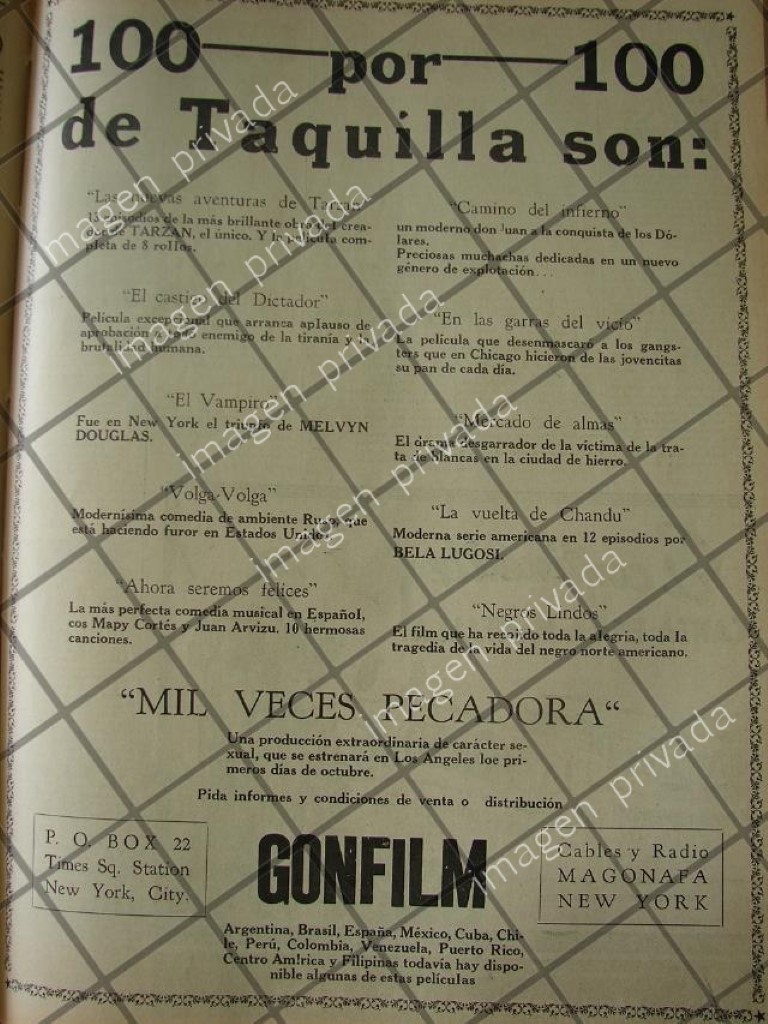 100 — por — 100
de Taquilla son:
"Las nuevas aventuras de Tarzan"
13 episodios de la más brillante obra del crea-
dor de TARZAN, el único. Y la película com-
pleta de 8 rollos.
"El castigo del Dictador"
Película excepcional que arranca aplauso de
aprobación a todo enemigo de la tiranía y la
brutalidad humana.
"El Vampiro"
Fue en New York el triunfo de MELVYN
DOUGLAS.
"Volga-Volga"
Modernísima comedia de ambiente Ruso, que
está haciendo furor en Estados Unidos.
"Ahora seremos felices"
La más perfecta comedia musical en Español,
cos Mapy Cortés y Juan Arvizu. 10 hermosas
canciones.
"Camino del infierno"
un moderno don Juan a la conquista de los Dó-
lares.
Preciosas muchachas dedicadas en un nuevo
género de explotación...
"En las garras del vicio"
La película que desenmascaró a los gangs-
ters que en Chicago hicieron de las jovencitas
su pan de cada día.
"Mercado de almas"
El drama desgarrador de la víctima de la tra-
ta de blancas en la ciudad de hierro.
"La vuelta de Chandu"
Moderna serie americana en 12 episodios por
BELA LUGOSI.
"Negros Lindos"
El film que ha recojido toda la alegria, toda la
tragedia de la vida del negro norte americano.
"MIL VECES PECADORA"
Una producción extraordinaria de carácter se-
xual, que se estrenará en Los Angeles loe pri-
meros días de octubre.
Pida informes y condiciones de venta o distribución
P. O. BOX 22
Times Sq. Station
New York, City.
GONFILM
Cables y Radio
MAGONAFA
NEW YORK
Argentina, Brasil, España, México, Cuba, Chi-
le, Perú, Colombia, Venezuela, Puerto Rico,
Centro Am!rica y Filipinas todavía hay dispo-
nible algunas de estas películas
imagen privada
imagen privada
imagen privada
imagen privada
imagen privada
imagen privada
imagen privada
imagen privada